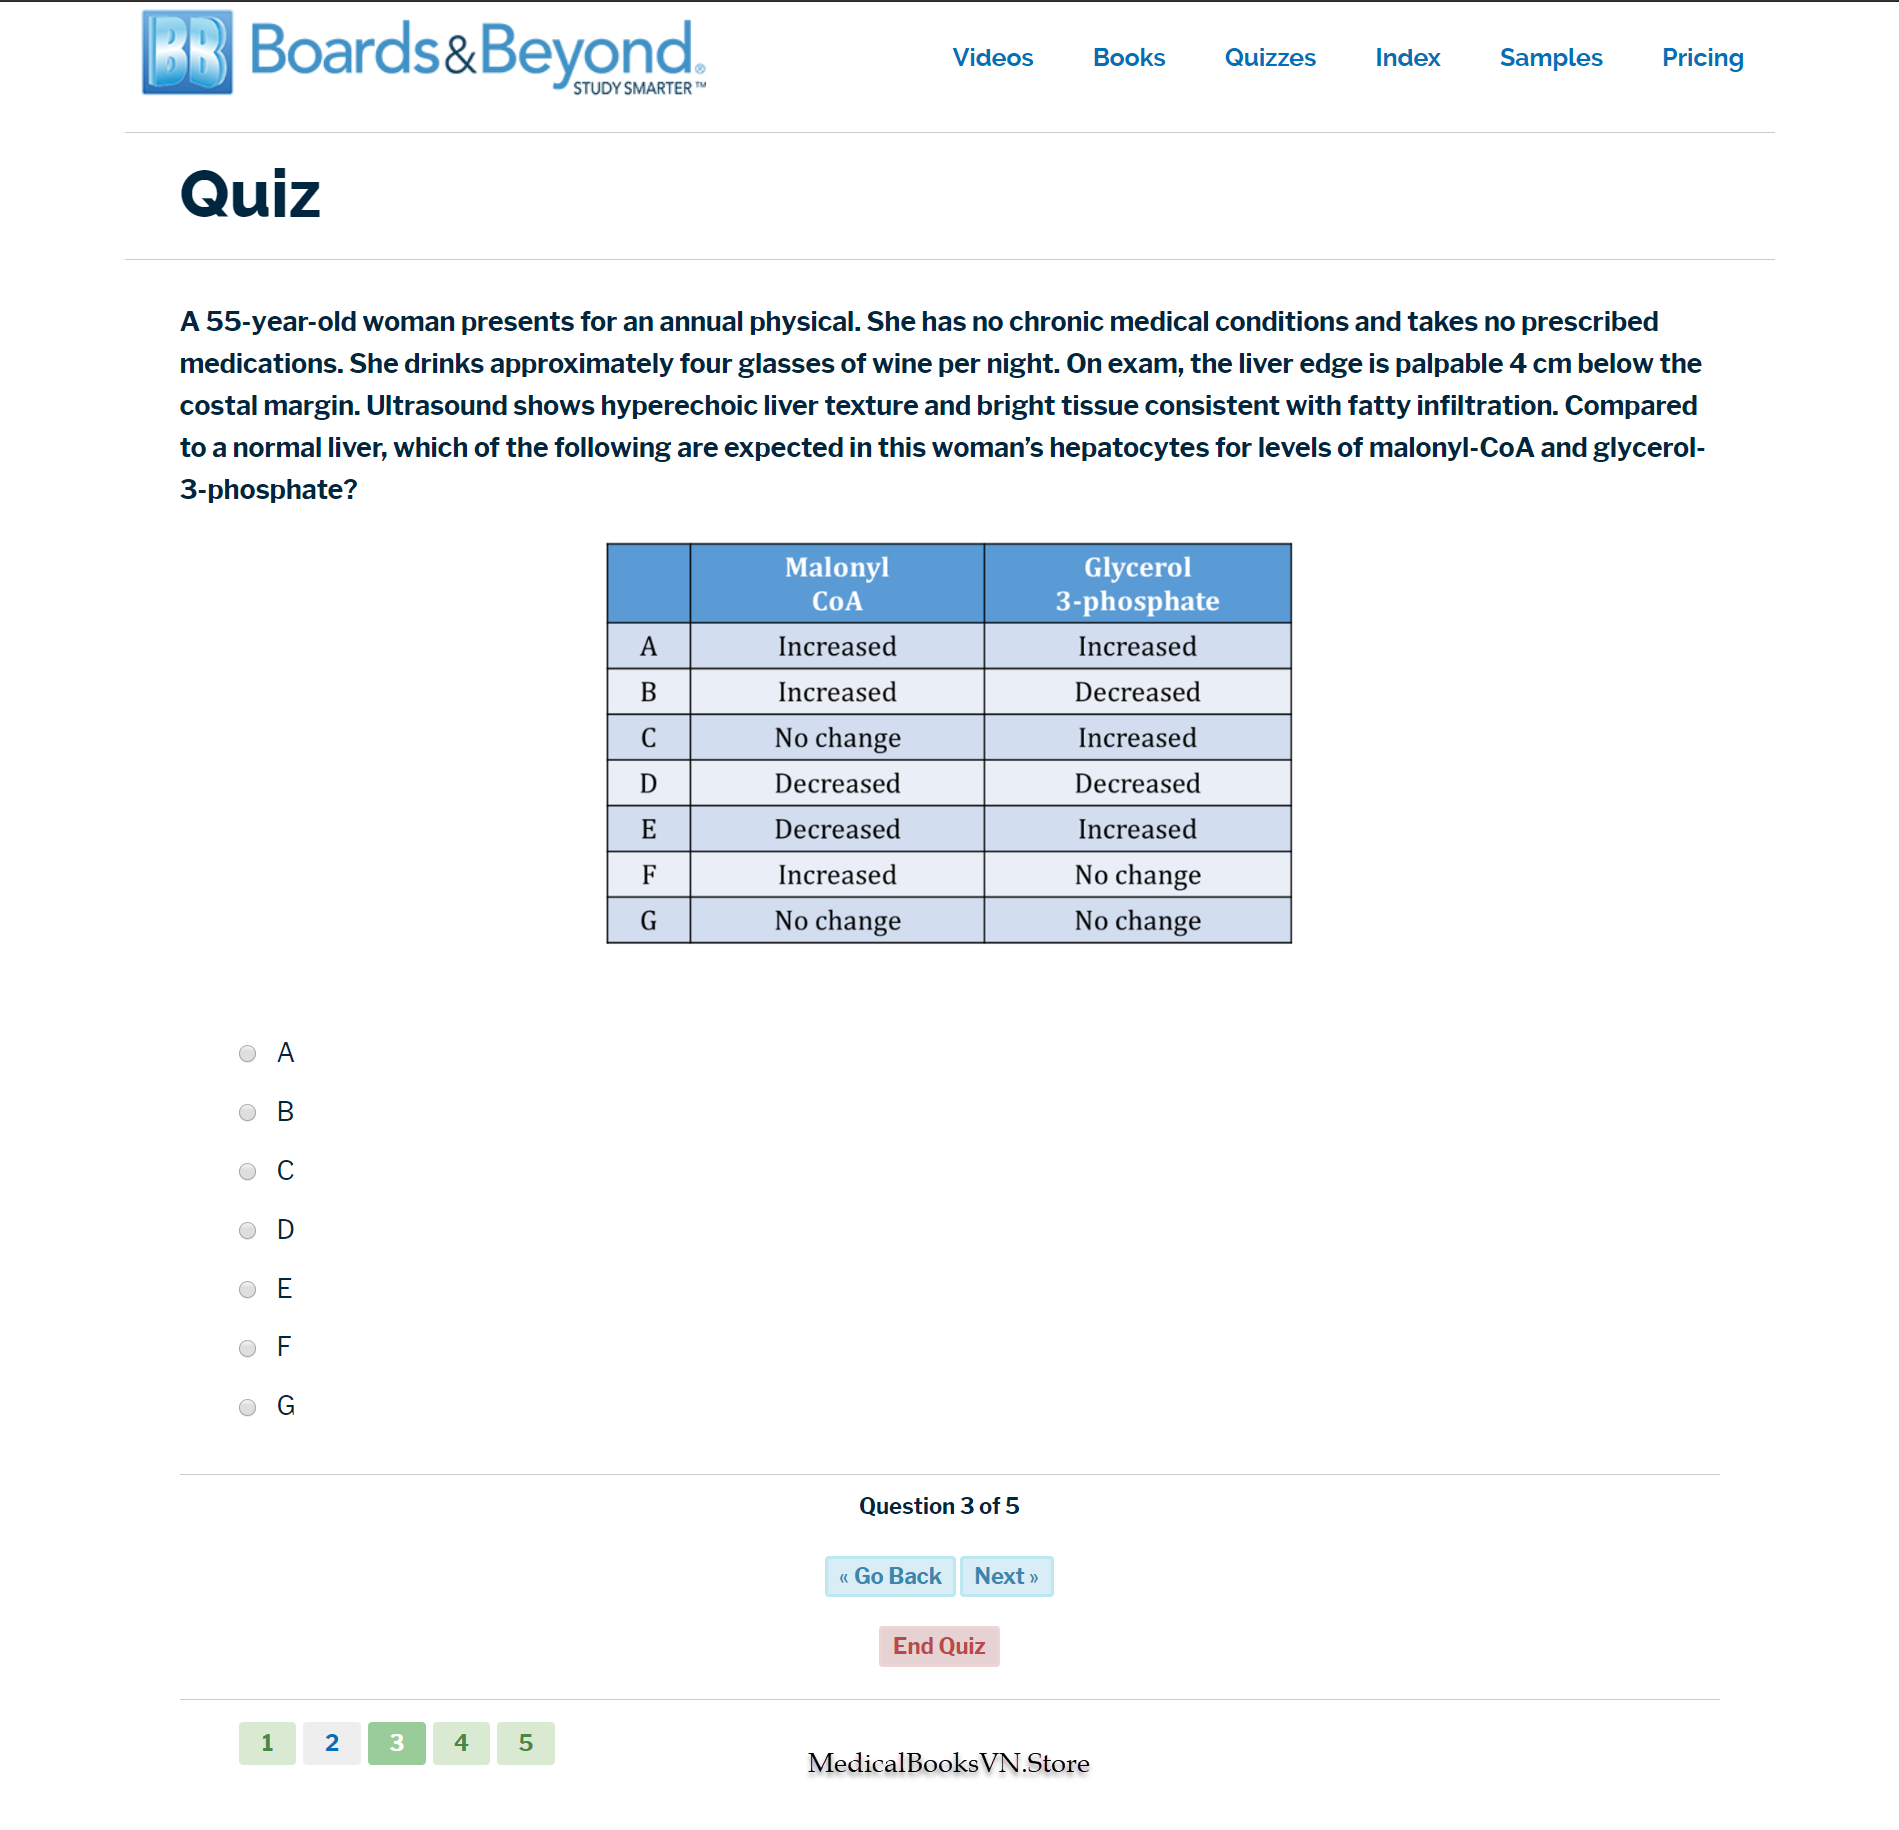 BB Boards&Beyond®
STUDY SMARTER™
Videos Books Quizzes Index Samples Pricing
Quiz
A 55-year-old woman presents for an annual physical. She has no chronic medical conditions and takes no prescribed
medications. She drinks approximately four glasses of wine per night. On exam, the liver edge is palpable 4 cm below the
costal margin. Ultrasound shows hyperechoic liver texture and bright tissue consistent with fatty infiltration. Compared
to a normal liver, which of the following are expected in this woman’s hepatocytes for levels of malonyl-CoA and glycerol-
3-phosphate?
Malonyl Glycerol
CoA 3-phosphate
A Increased Increased
B Increased Decreased
C No change Increased
D Decreased Decreased
E Decreased Increased
F Increased No change
G No change No change
A
B
C
D
E
F
G
Question 3 of 5
« Go Back Next »
End Quiz
1 2 3 4 5
MedicalBooksVN.Store